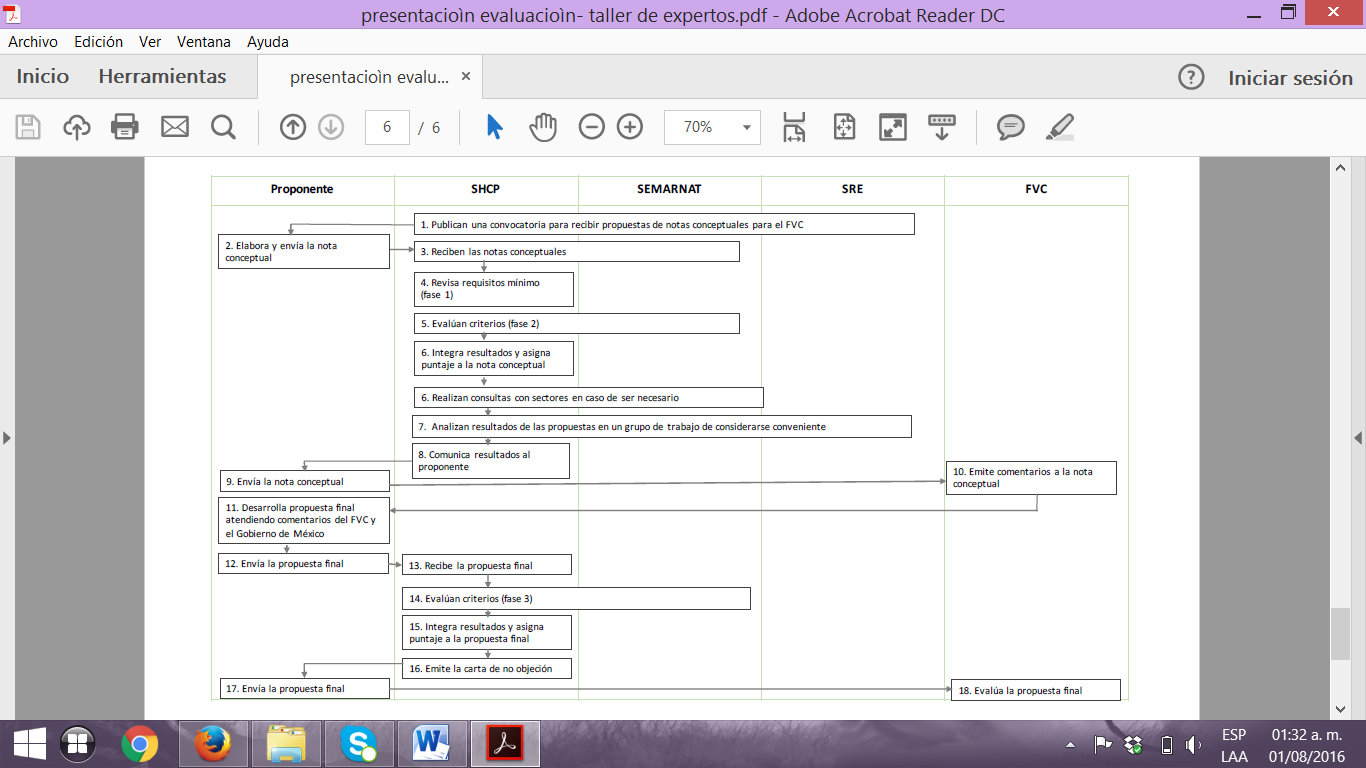 presentacioìn evaluacioìn- taller de expertos.pdf - Adobe Acrobat Reader DC
Archivo Edición Ver Ventana Ayuda
Inicio Herramientas presentacioìn evalu... × ? Iniciar sesión
6 / 6 70%
Proponente SHCP SEMARNAT SRE FVC
1. Publican una convocatoria para recibir propuestas de notas conceptuales para el FVC
2. Elabora y envía la nota
conceptual
3. Reciben las notas conceptuales
4. Revisa requisitos mínimo
(fase 1)
5. Evalúan criterios (fase 2)
6. Integra resultados y asigna
puntaje a la nota conceptual
6. Realizan consultas con sectores en caso de ser necesario
7. Analizan resultados de las propuestas en un grupo de trabajo de considerarse conveniente
8. Comunica resultados al
proponente
9. Envía la nota conceptual
10. Emite comentarios a la nota
conceptual
11. Desarrolla propuesta final
atendiendo comentarios del FVC y
el Gobierno de México
12. Envía la propuesta final
13. Recibe la propuesta final
14. Evalúan criterios (fase 3)
15. Integra resultados y asigna
puntaje a la propuesta final
16. Emite la carta de no objeción
17. Envía la propuesta final
18. Evalúa la propuesta final
ESP 01:32 a. m.
LAA 01/08/2016